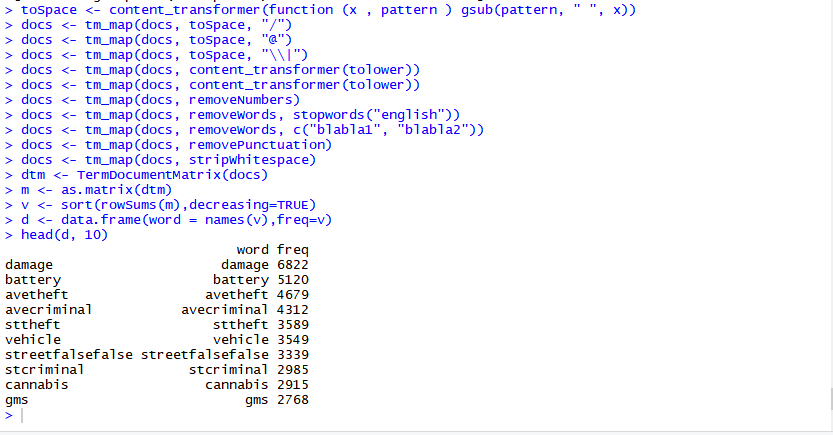 > toSpace <- content_transformer(function (x , pattern ) gsub(pattern, " ", x))
> docs <- tm_map(docs, toSpace, "/")
> docs <- tm_map(docs, toSpace, "@")
> docs <- tm_map(docs, toSpace, "\\|")
> docs <- tm_map(docs, content_transformer(tolower))
> docs <- tm_map(docs, content_transformer(tolower))
> docs <- tm_map(docs, removeNumbers)
> docs <- tm_map(docs, removeWords, stopwords("english"))
> docs <- tm_map(docs, removeWords, c("blabla1", "blabla2"))
> docs <- tm_map(docs, removePunctuation)
> docs <- tm_map(docs, stripWhitespace)
> dtm <- TermDocumentMatrix(docs)
> m <- as.matrix(dtm)
> v <- sort(rowSums(m),decreasing=TRUE)
> d <- data.frame(word = names(v),freq=v)
> head(d, 10)
                             word freq
damage                     damage 6822
battery                   battery 5120
avetheft                 avetheft 4679
avecriminal           avecriminal 4312
sttheft                   sttheft 3589
vehicle                   vehicle 3549
streetfalsefalse streetfalsefalse 3339
stcriminal             stcriminal 2985
cannabis                 cannabis 2915
gms                           gms 2768
>